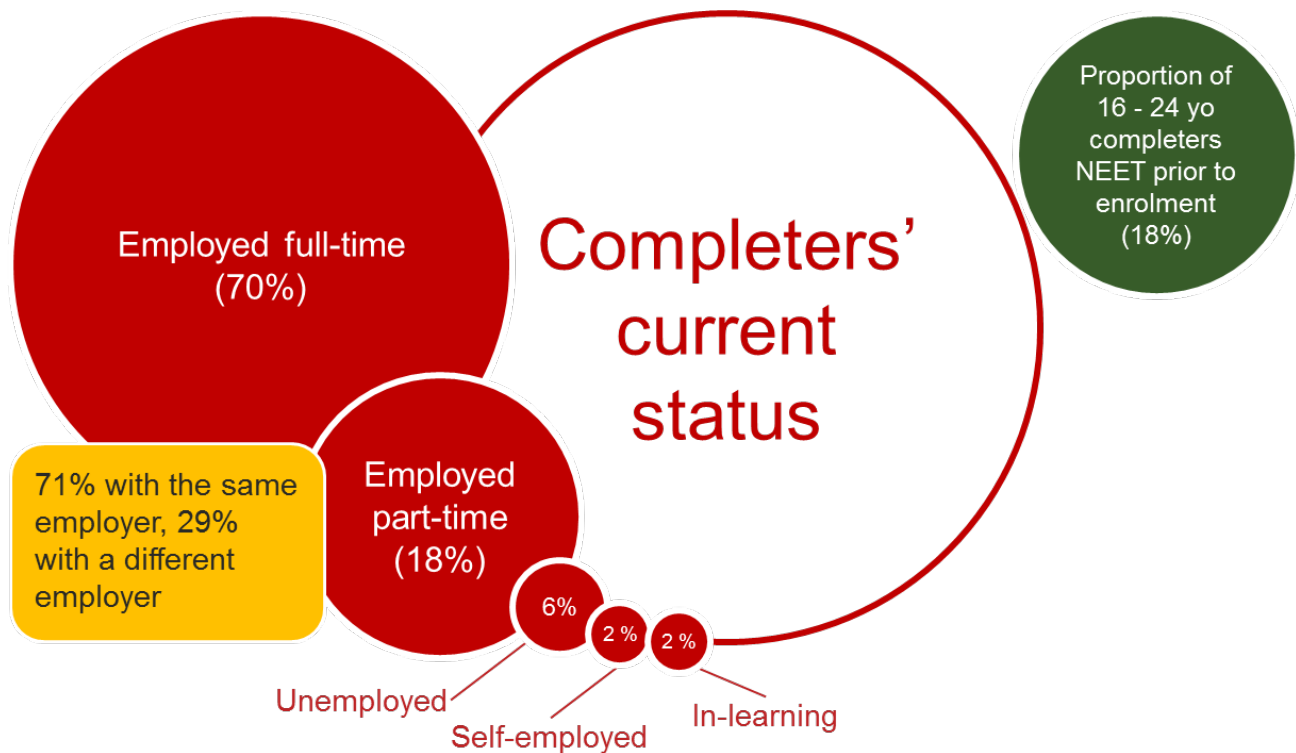 Employed full-time
(70%)
Completers’
current
status
Proportion of
16 - 24 yo
completers
NEET prior to
enrolment
(18%)
71% with the same
employer, 29%
with a different
employer
Employed
part-time
(18%)
6%
2 %
2 %
Unemployed
Self-employed
In-learning